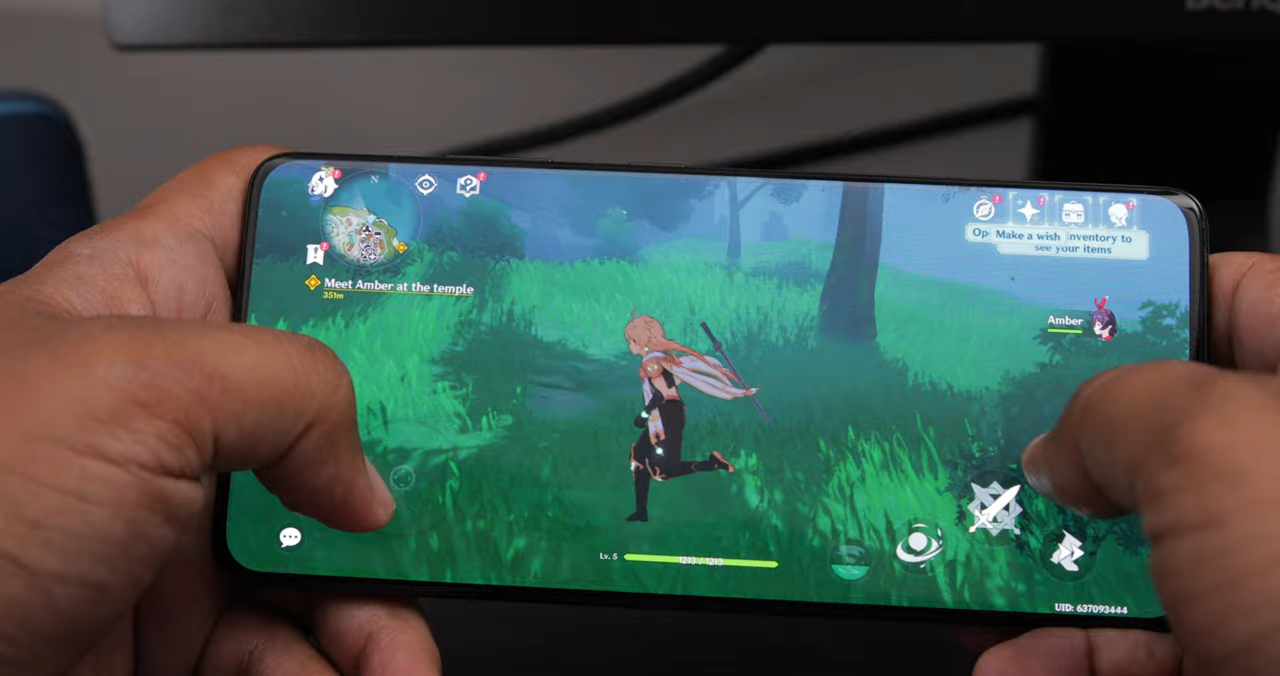 BenQ
N
Op Make a wish nventory to
see your items
Meet Amber at the temple
351m
Amber
Lv. 5
1213 / 1213
UID: 637093444